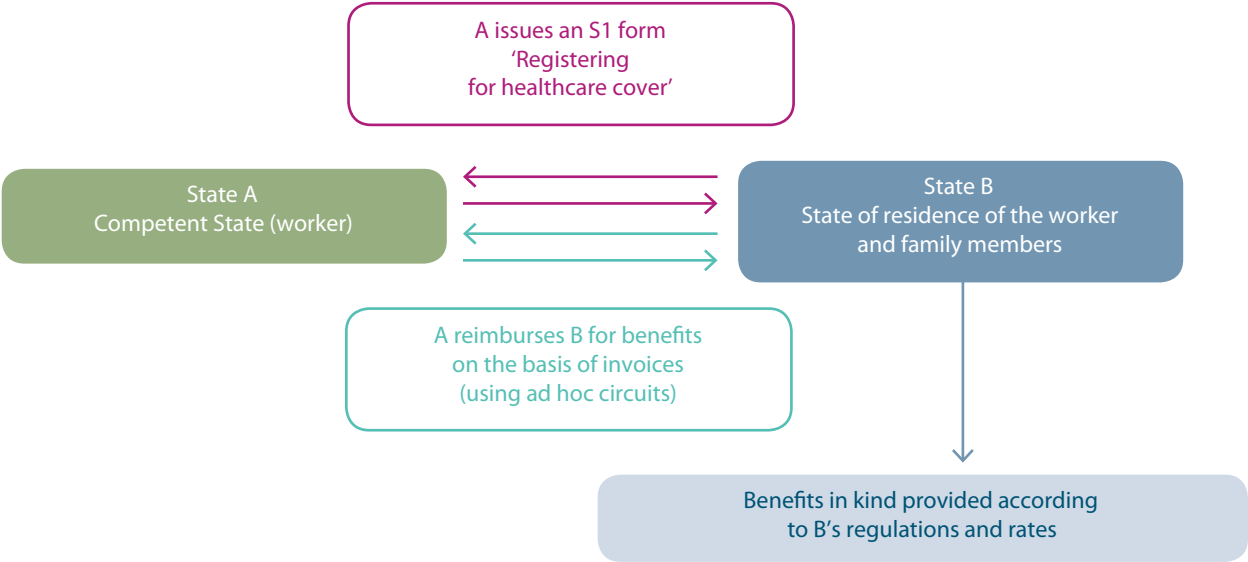 A issues an S1 form
‘Registering
for healthcare cover’
State A
Competent State (worker)
State B
State of residence of the worker
and family members
A reimburses B for benefits
on the basis of invoices
(using ad hoc circuits)
Benefits in kind provided according
to B’s regulations and rates